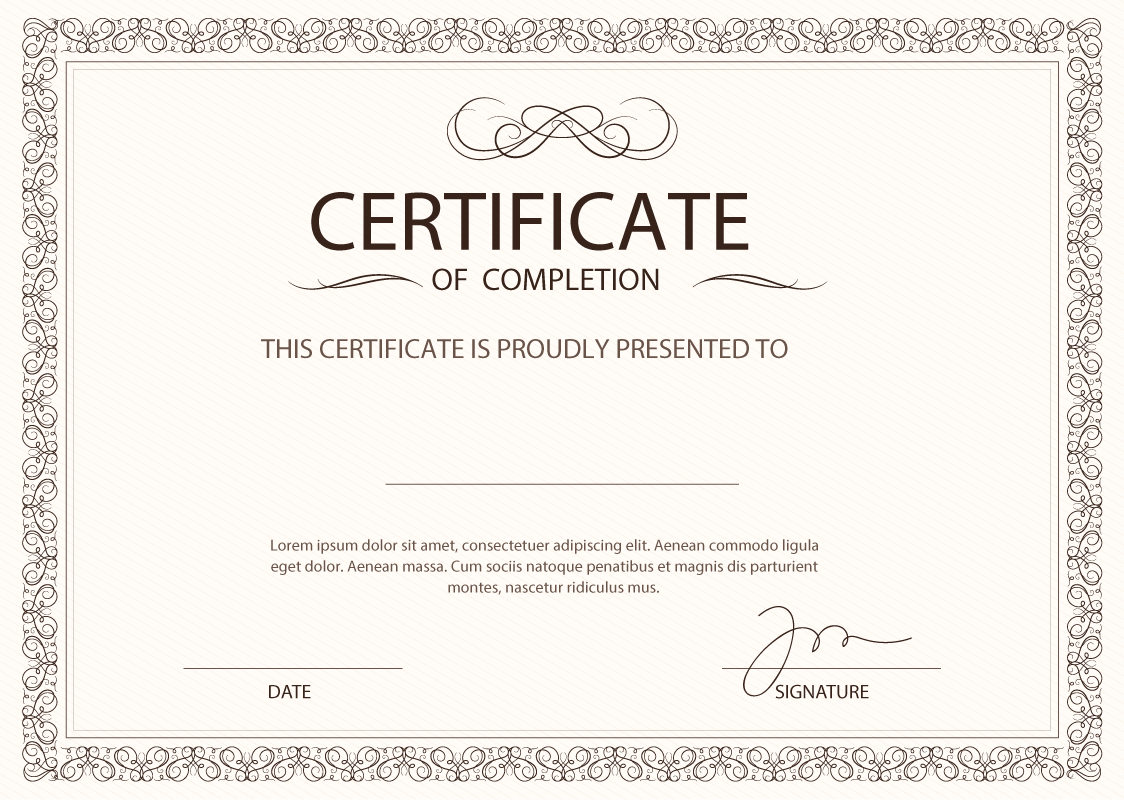 CERTIFICATE
OF COMPLETION
THIS CERTIFICATE IS PROUDLY PRESENTED TO
Lorem ipsum dolor sit amet, consectetuer adipiscing elit. Aenean commodo ligula
eget dolor. Aenean massa. Cum sociis natoque penatibus et magnis dis parturient
montes, nascetur ridiculus mus.
DATE
SIGNATURE